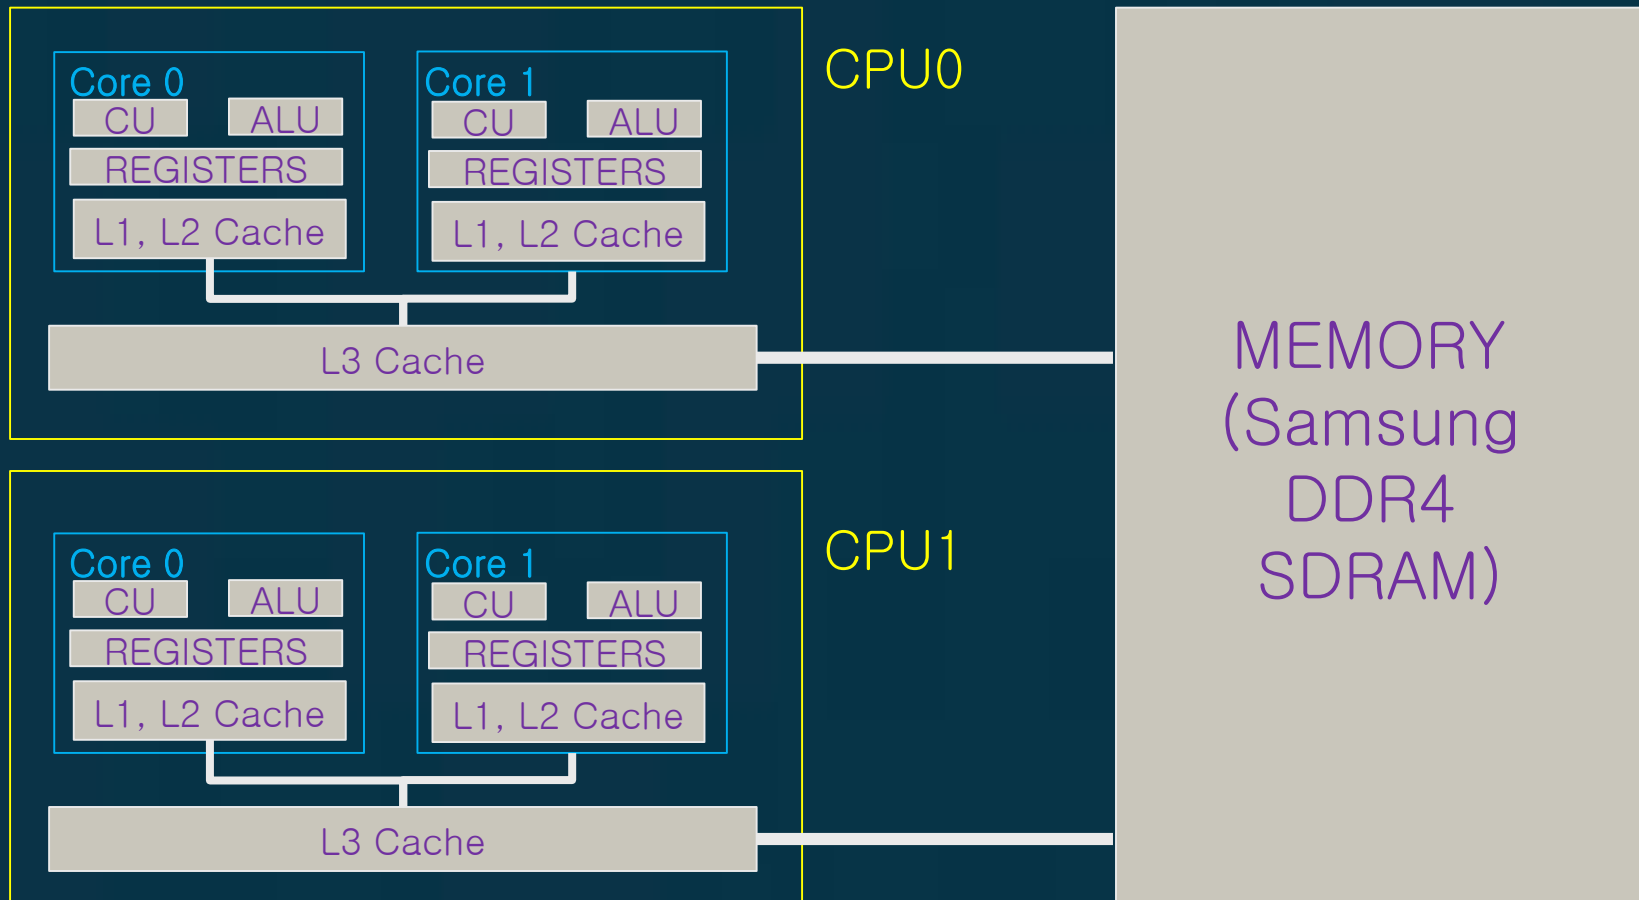 CPU0
Core 0
CU ALU
REGISTERS
L1, L2 Cache
Core 1
CU ALU
REGISTERS
L1, L2 Cache
L3 Cache
CPU1
Core 0
CU ALU
REGISTERS
L1, L2 Cache
Core 1
CU ALU
REGISTERS
L1, L2 Cache
L3 Cache
MEMORY
(Samsung
DDR4
SDRAM)